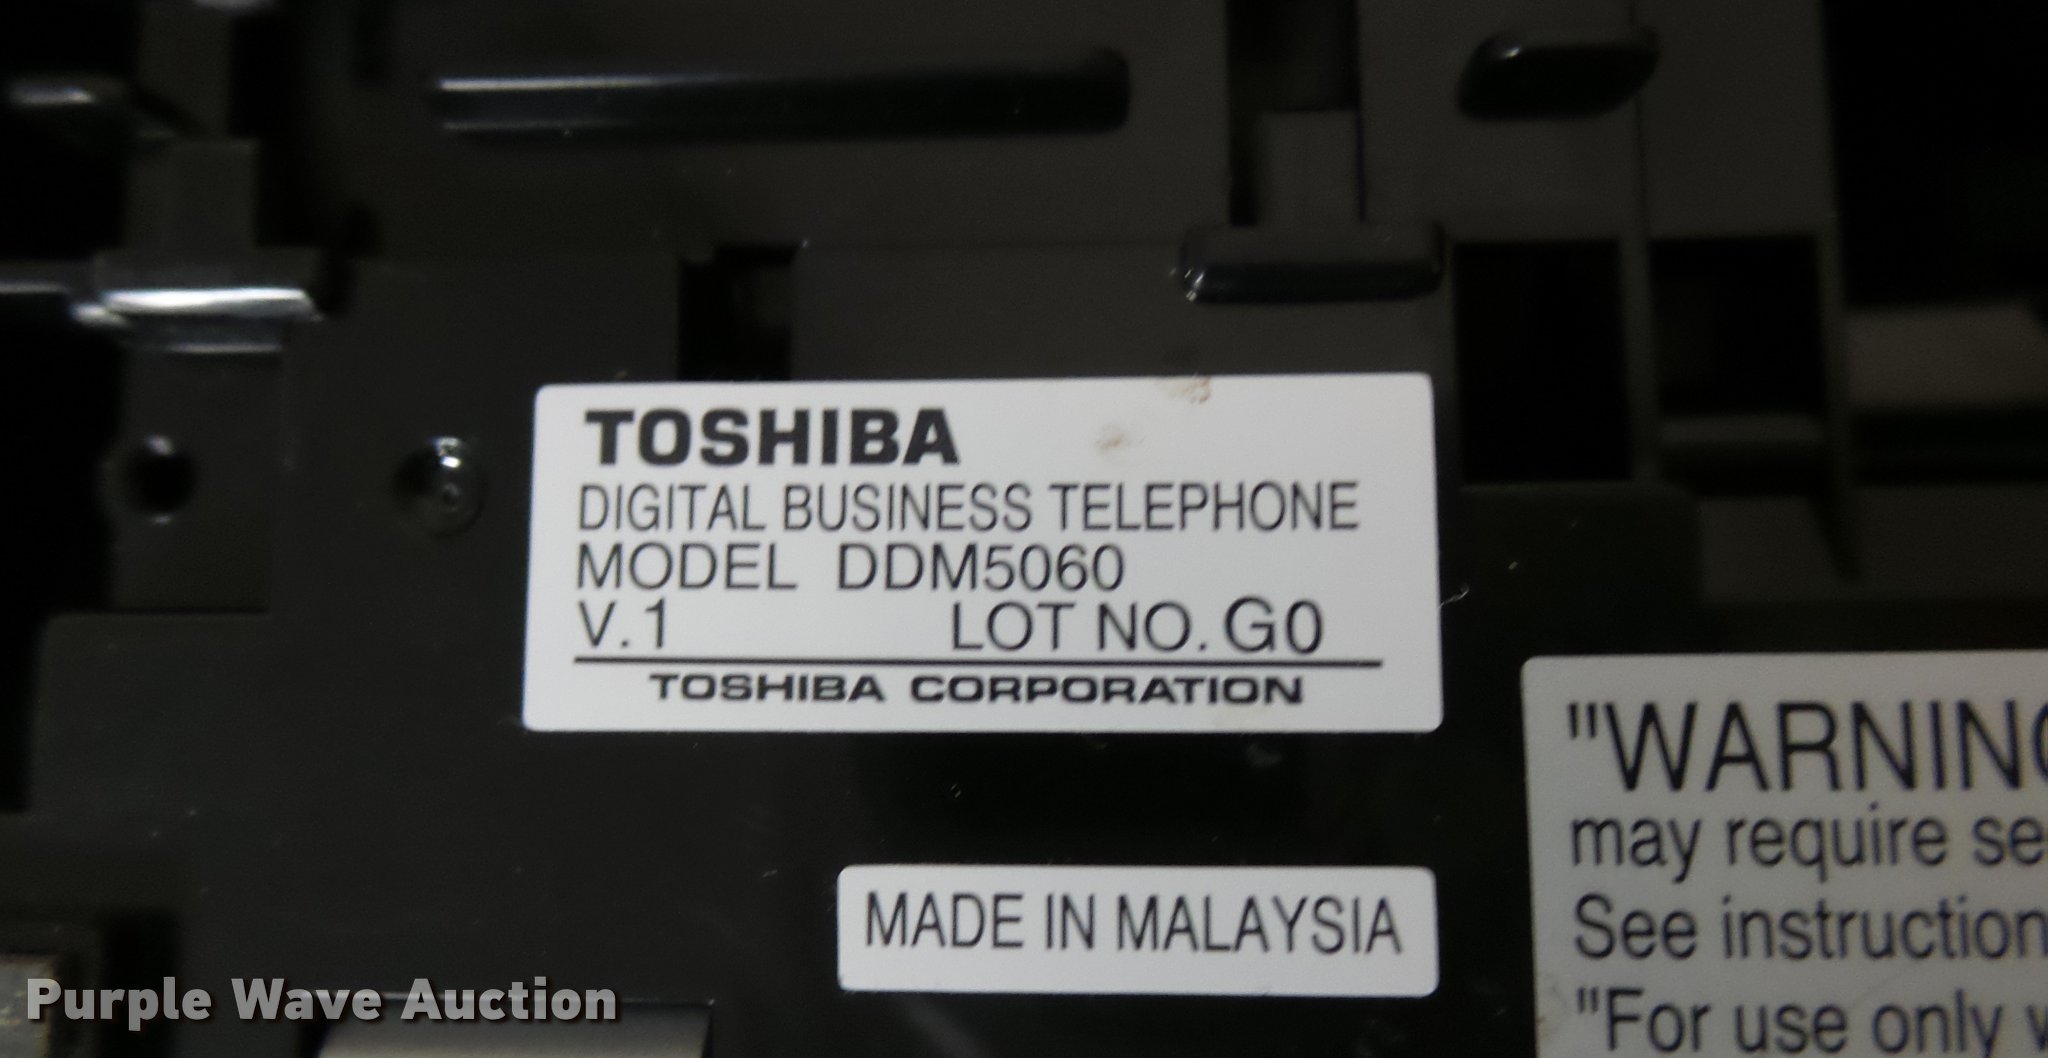 TOSHIBA
DIGITAL BUSINESS TELEPHONE
MODEL DDM5060
V.1 LOT NO. G0
TOSHIBA CORPORATION
MADE IN MALAYSIA
"WARNING
may require se
See instruction
"For use only
Purple Wave Auction